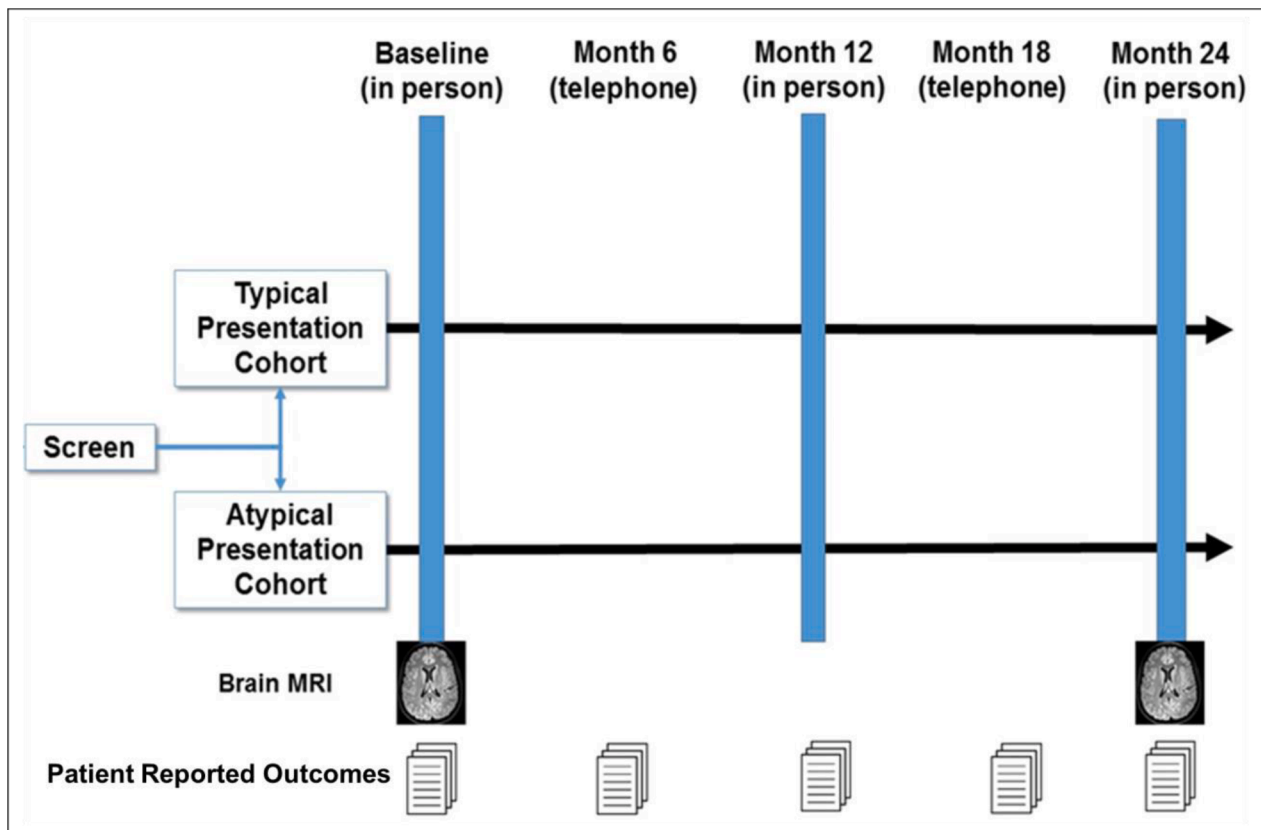 Baseline
(in person)
Month 6
(telephone)
Month 12
(in person)
Month 18
(telephone)
Month 24
(in person)
Typical
Presentation
Cohort
Screen
Atypical
Presentation
Cohort
Brain MRI
Patient Reported Outcomes